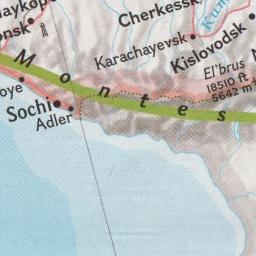 Cherkessk
Karachayevsk
Kislovodsk
El'brus
18510 ft
5642 m
Montes
Sochi
Adler